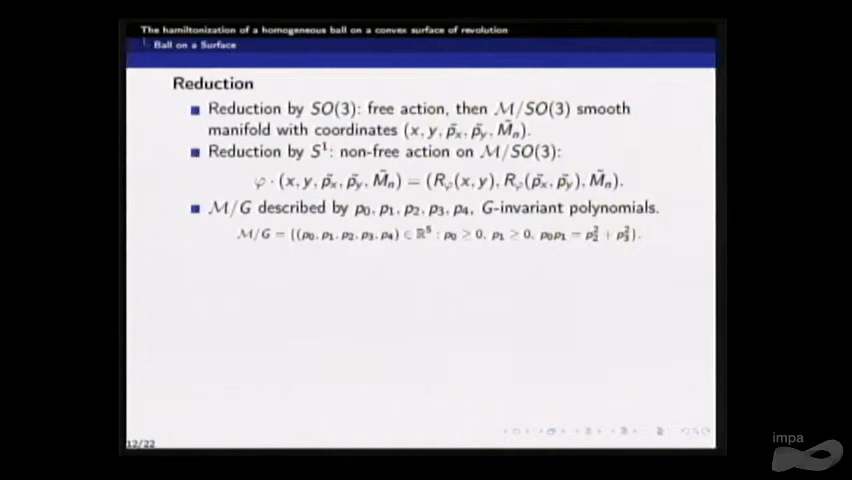 The hamiltonization of a homogeneous ball on a convex surface of revolution
Ball on a Surface
Reduction
Reduction by SO(3): free action, then ℳ/SO(3) smooth
manifold with coordinates (x, y, p̃ₓ, p̃ᵧ, M̃ₙ).
Reduction by S¹: non-free action on ℳ/SO(3):
φ · (x, y, p̃ₓ, p̃ᵧ, M̃ₙ) = (R_φ(x, y), R_φ(p̃ₓ, p̃ᵧ), M̃ₙ).
ℳ/G described by p₀, p₁, p₂, p₃, p₄, G-invariant polynomials.
ℳ/G = {(p₀, p₁, p₂, p₃, p₄) ∈ ℝ⁵ : p₀ ≥ 0, p₁ ≥ 0, p₀p₁ = p₂² + p₃²}.
12/22
impa